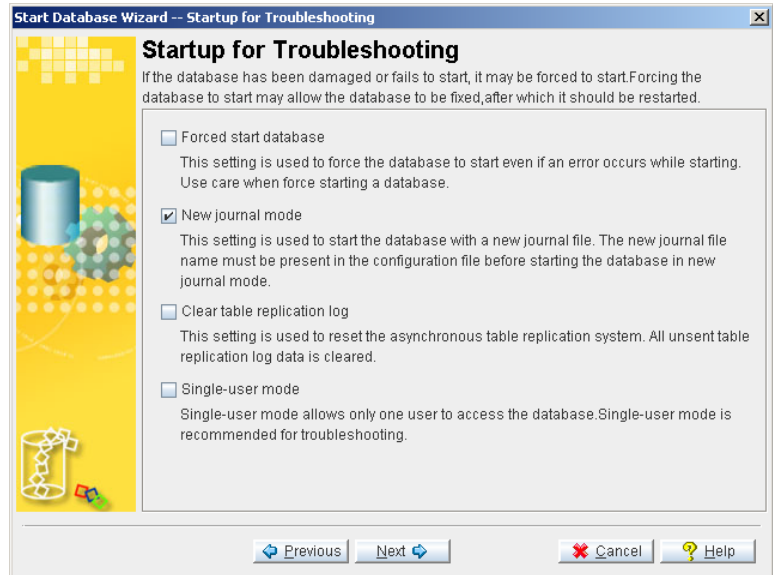 Start Database Wizard -- Startup for Troubleshooting
Startup for Troubleshooting
If the database has been damaged or fails to start, it may be forced to start.Forcing the
database to start may allow the database to be fixed,after which it should be restarted.
Forced start database
This setting is used to force the database to start even if an error occurs while starting.
Use care when force starting a database.
New journal mode
This setting is used to start the database with a new journal file. The new journal file
name must be present in the configuration file before starting the database in new
journal mode.
Clear table replication log
This setting is used to reset the asynchronous table replication system. All unsent table
replication log data is cleared.
Single-user mode
Single-user mode allows only one user to access the database.Single-user mode is
recommended for troubleshooting.
Previous Next Cancel Help